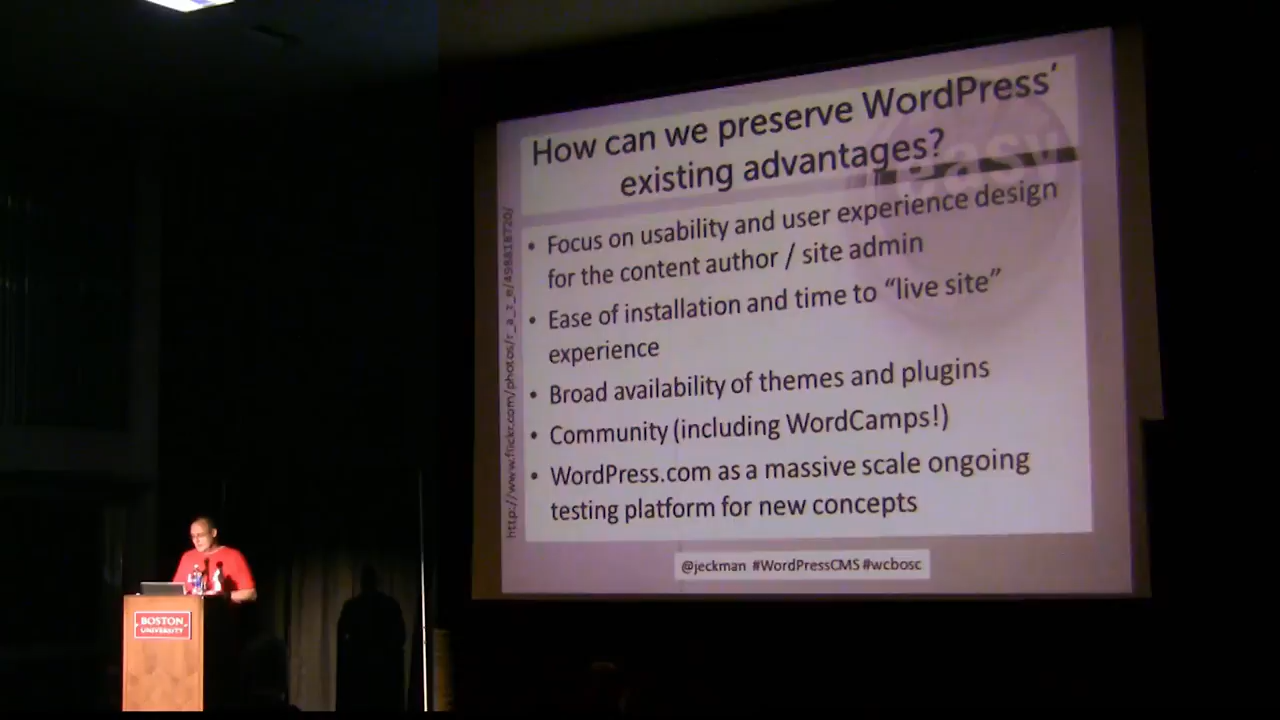 How can we preserve WordPress'
existing advantages?
• Focus on usability and user experience design
for the content author / site admin
• Ease of installation and time to “live site”
experience
• Broad availability of themes and plugins
• Community (including WordCamps!)
• WordPress.com as a massive scale ongoing
testing platform for new concepts
@jeckman #WordPressCMS #wcbosc
easy
BOSTON
UNIVERSITY